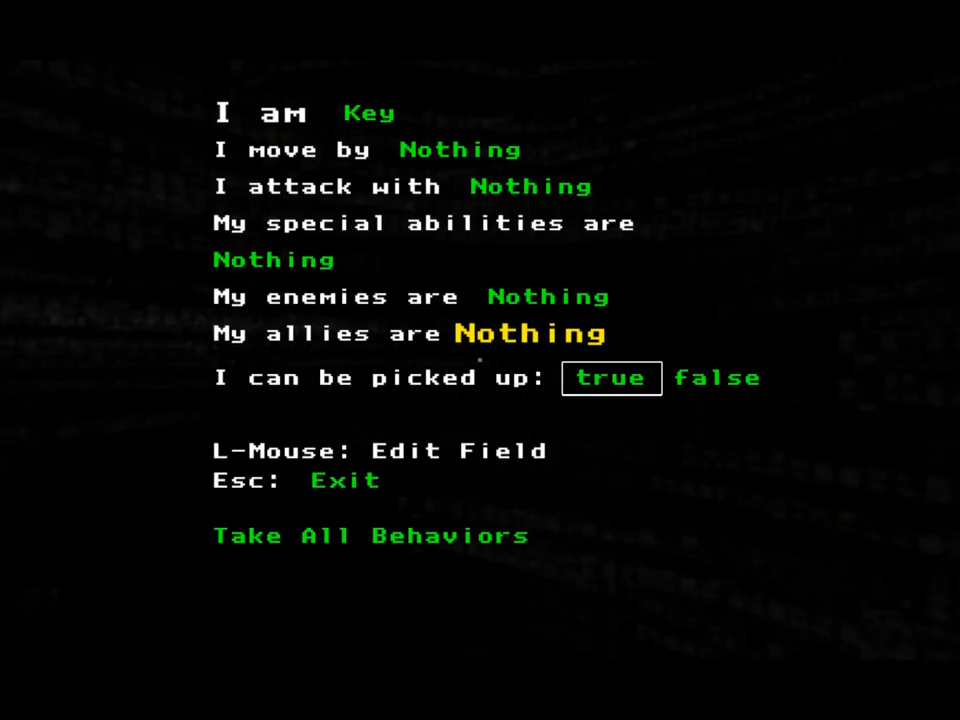 I am Key
I move by Nothing
I attack with Nothing
My special abilities are
Nothing
My enemies are Nothing
My allies are Nothing
I can be picked up: true false
L-Mouse: Edit Field
Esc: Exit
Take All Behaviors